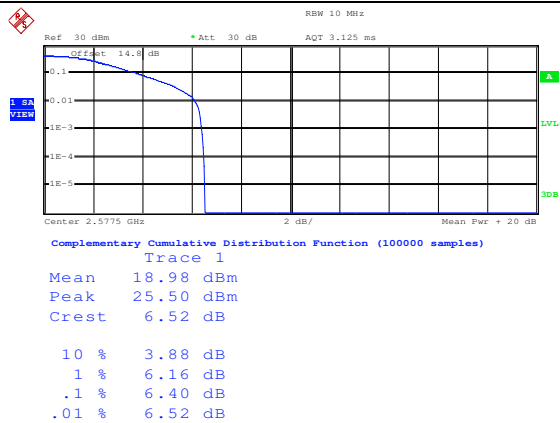 RBW 10 MHz
Ref 30 dBm * Att 30 dB AQT 3.125 ms
Offset 14.8 dB
0.1
A
1 SA
VIEW
0.01
LVL
1E-3
1E-4
1E-5
3DB
Center 2.5775 GHz 2 dB/ Mean Pwr + 20 dB
Complementary Cumulative Distribution Function (100000 samples)
Trace 1
Mean 18.98 dBm
Peak 25.50 dBm
Crest 6.52 dB
10 % 3.88 dB
1 % 6.16 dB
.1 % 6.40 dB
.01 % 6.52 dB